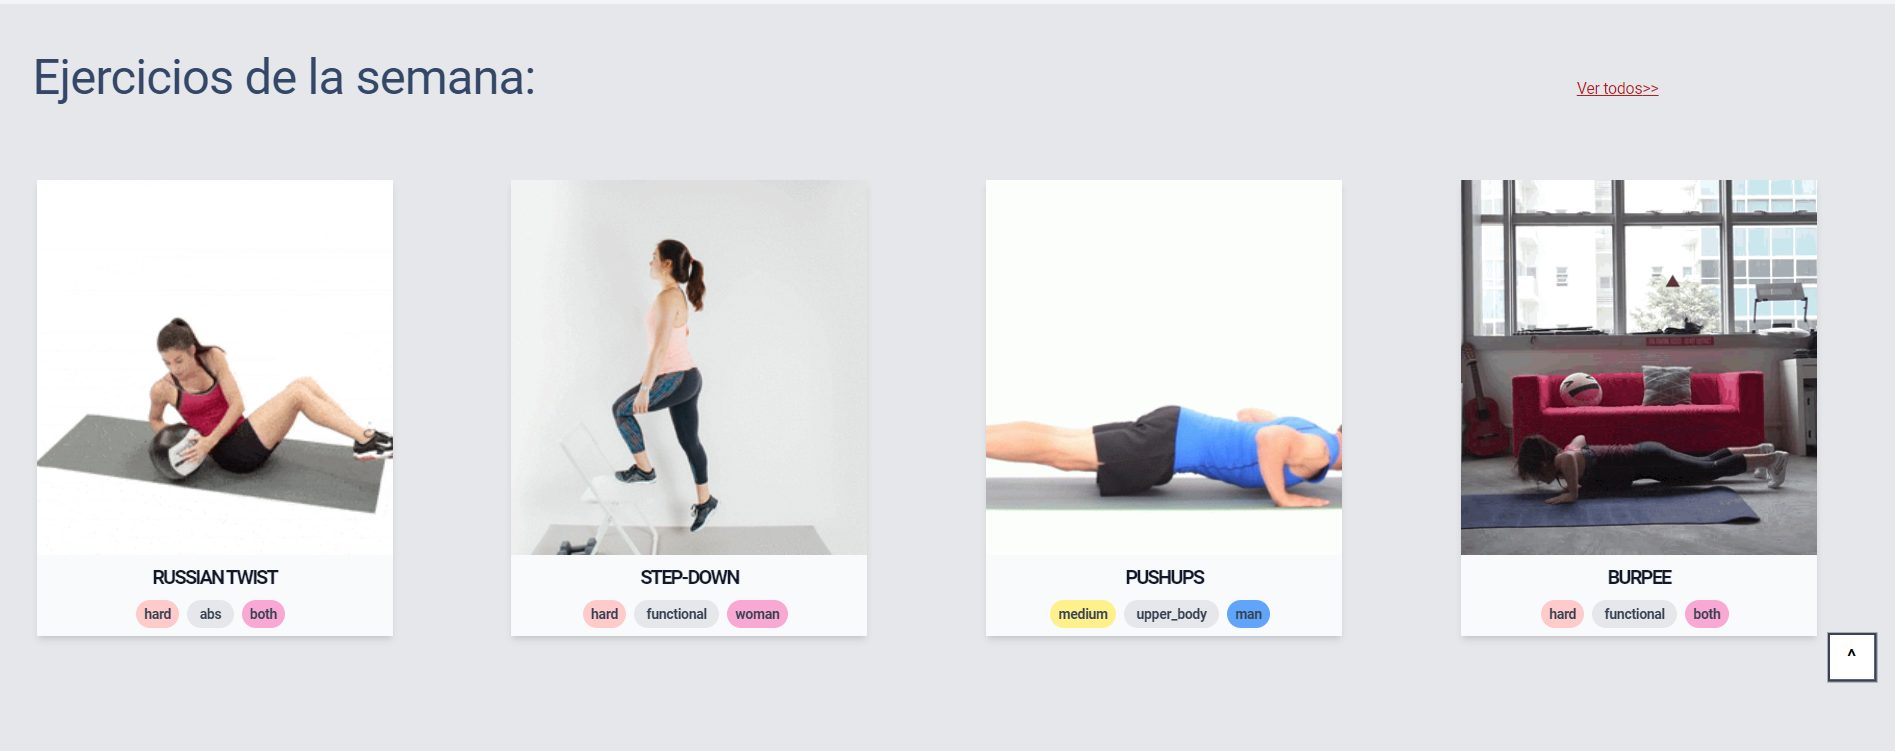 Ejercicios de la semana:
Ver todos>>
RUSSIAN TWIST
hard abs both
STEP-DOWN
hard functional woman
PUSHUPS
medium upper_body man
BURPEE
hard functional both
^